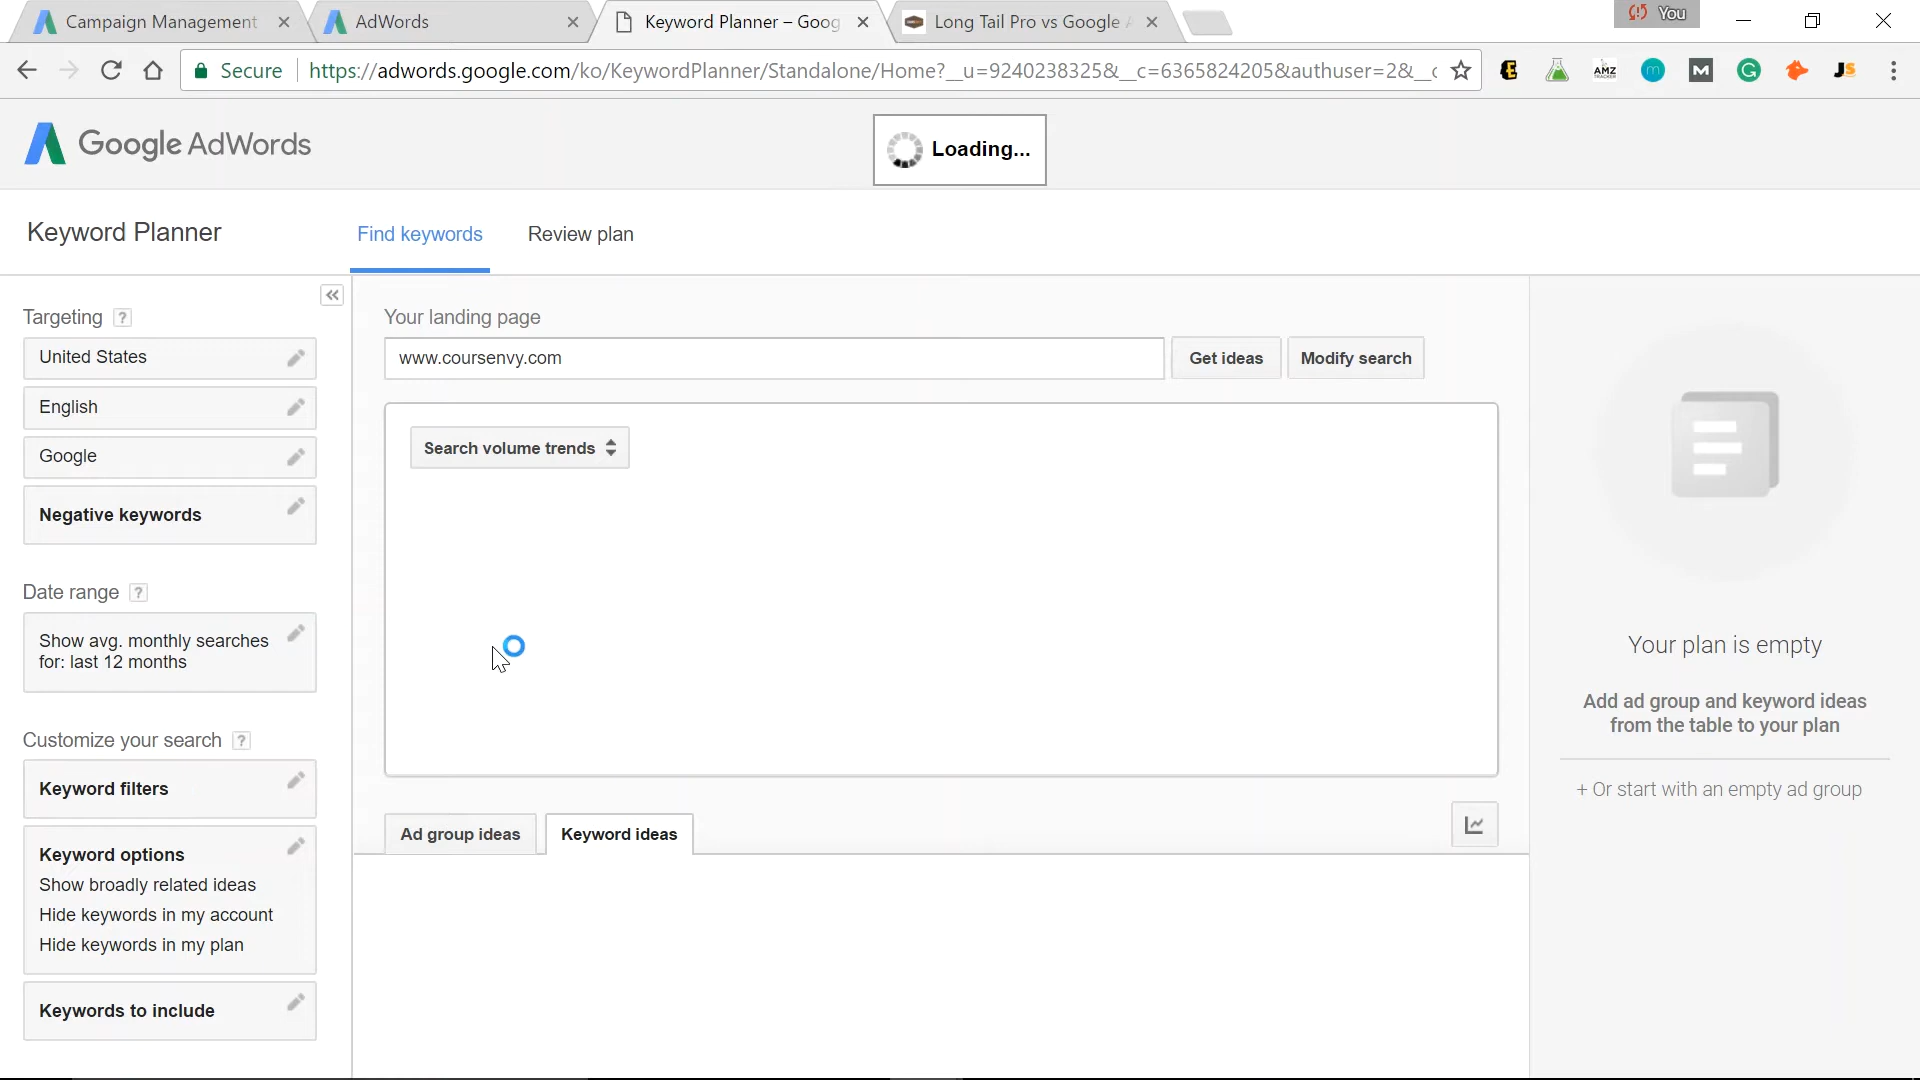 Campaign Management
AdWords
Keyword Planner – Goog
Long Tail Pro vs Google A
You
Secure
https://adwords.google.com/ko/KeywordPlanner/Standalone/Home?__u=9240238325&__c=6365824205&authuser=2&__c
AMZ
TRACKER
m
M
G
JS
Google AdWords
Loading...
Keyword Planner
Find keywords
Review plan
Targeting ?
United States
English
Google
Negative keywords
Date range ?
Show avg. monthly searches
for: last 12 months
Customize your search ?
Keyword filters
Keyword options
Show broadly related ideas
Hide keywords in my account
Hide keywords in my plan
Keywords to include
Your landing page
www.coursenvy.com
Get ideas
Modify search
Search volume trends
Ad group ideas
Keyword ideas
Your plan is empty
Add ad group and keyword ideas
from the table to your plan
+ Or start with an empty ad group